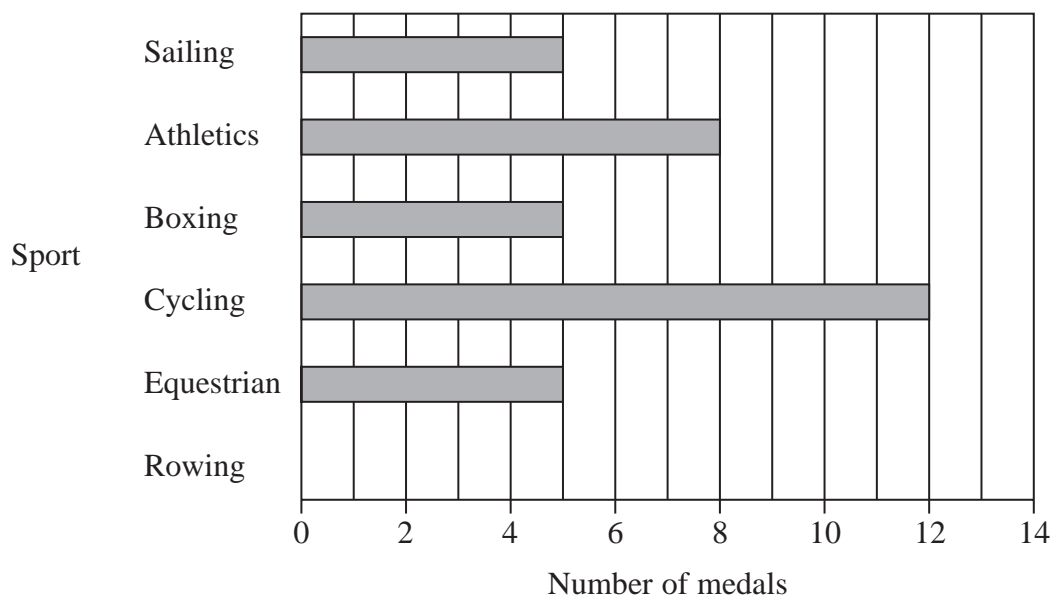 Sailing
Athletics
Boxing
Sport
Cycling
Equestrian
Rowing
0 2 4 6 8 10 12 14
Number of medals